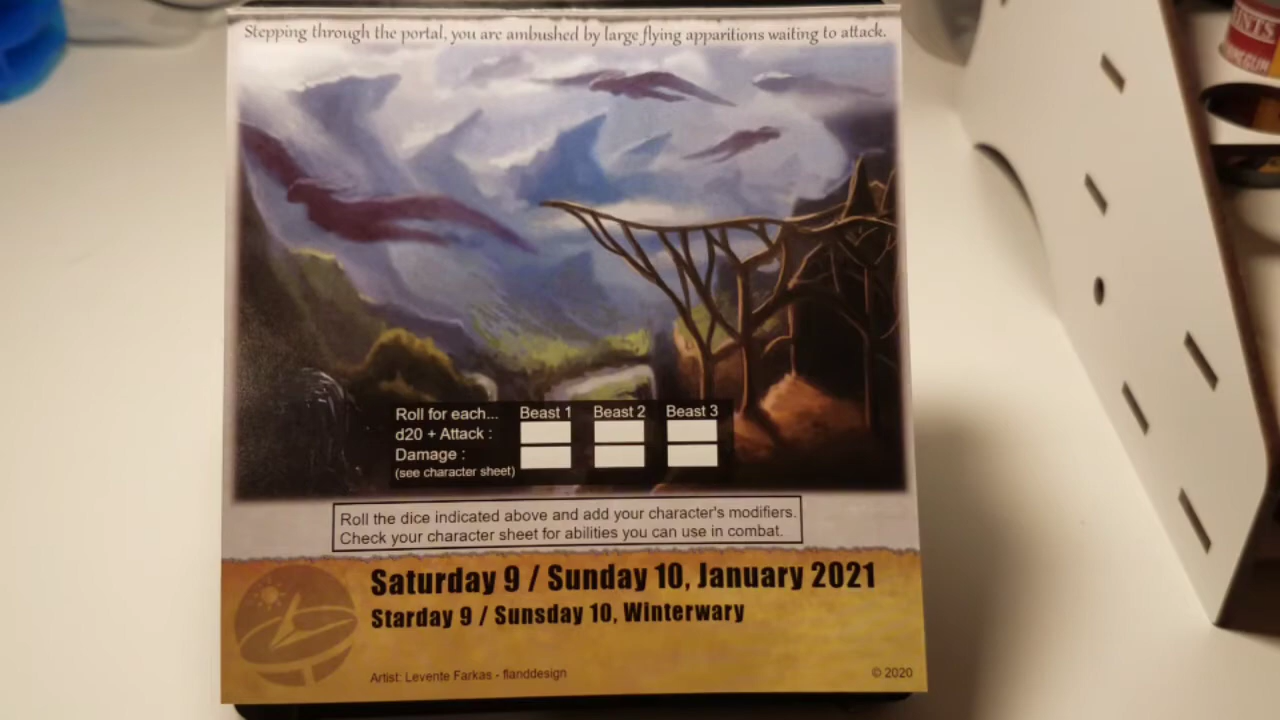 Stepping through the portal, you are ambushed by large flying apparitions waiting to attack.
Roll for each... Beast 1 Beast 2 Beast 3
d20 + Attack :
Damage :
(see character sheet)
Roll the dice indicated above and add your character's modifiers.
Check your character sheet for abilities you can use in combat.
Saturday 9 / Sunday 10, January 2021
Starday 9 / Sunsday 10, Winterwary
Artist: Levente Farkas - flanddesign
© 2020